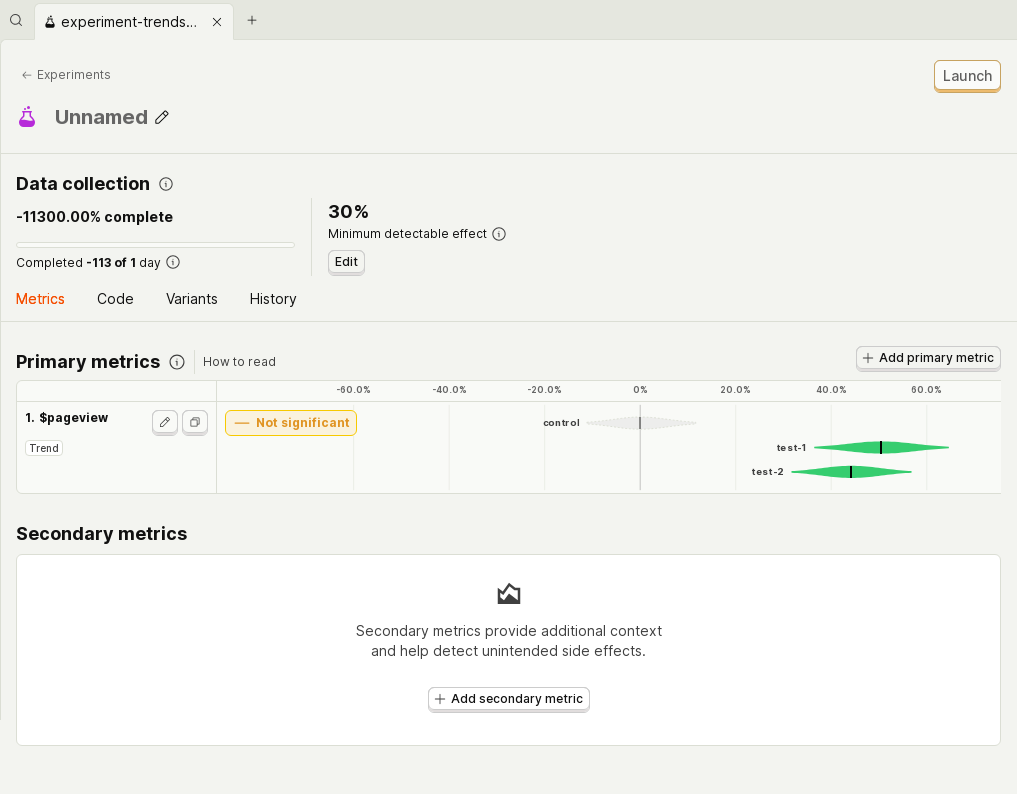 experiment-trends...
Experiments
Launch
Unnamed
Data collection
-11300.00% complete
Completed -113 of 1 day
30%
Minimum detectable effect
Edit
Metrics
Code
Variants
History
Primary metrics
How to read
Add primary metric
-60.0%
-40.0%
-20.0%
0%
20.0%
40.0%
60.0%
1. $pageview
Trend
— Not significant
control
test-1
test-2
Secondary metrics
Secondary metrics provide additional context
and help detect unintended side effects.
Add secondary metric